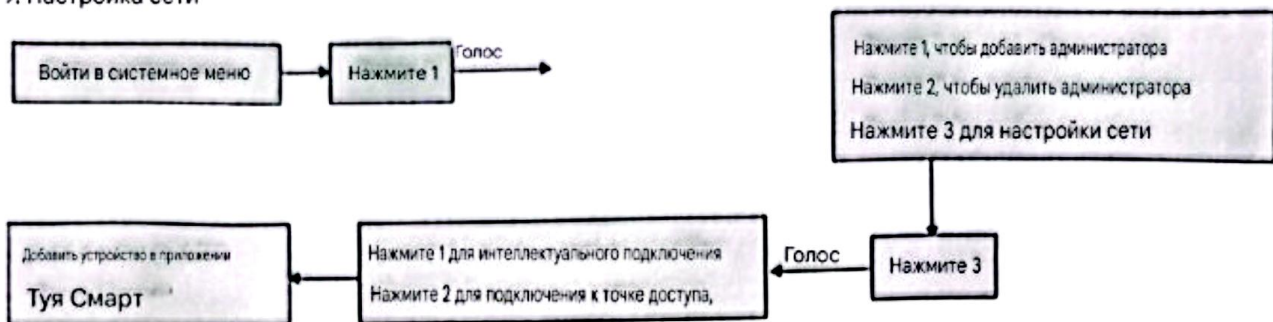 Настройка сети
Войти в системное меню
Нажмите 1
Голос
Нажмите 1, чтобы добавить администратора
Нажмите 2, чтобы удалить администратора
Нажмите 3 для настройки сети
Нажмите 3
Голос
Нажмите 1 для интеллектуального подключения
Нажмите 2 для подключения к точке доступа,
Добавить устройство в приложении
Туя Смарт